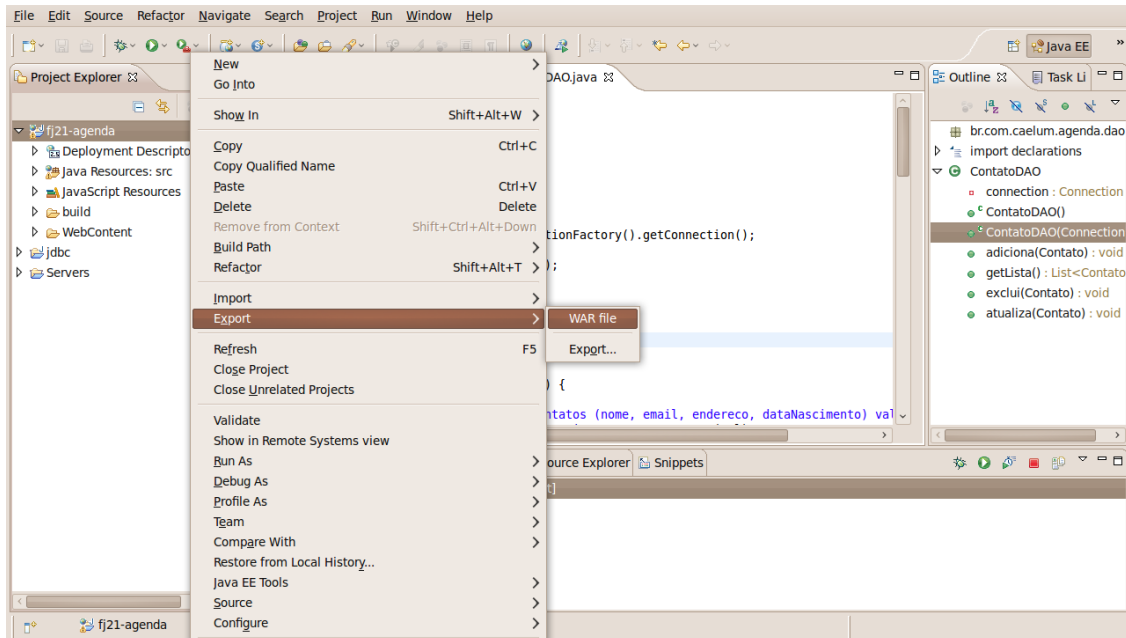 File Edit Source Refactor Navigate Search Project Run Window Help
Java EE »
Project Explorer
fj21-agenda
Deployment Descripto
Java Resources: src
JavaScript Resources
build
WebContent
jdbc
Servers
New
Go Into
Show In Shift+Alt+W
Copy Ctrl+C
Copy Qualified Name
Paste Ctrl+V
Delete Delete
Remove from Context Shift+Ctrl+Alt+Down
Build Path
Refactor Shift+Alt+T
Import
Export
Refresh F5
Close Project
Close Unrelated Projects
Validate
Show in Remote Systems view
Run As
Debug As
Profile As
Team
Compare With
Restore from Local History...
Java EE Tools
Source
Configure
WAR file
Export...
DAO.java
tionFactory().getConnection();
);
) {
ntatos (nome, email, endereco, dataNascimento) val
ource Explorer Snippets
t]
Outline Task Li
br.com.caelum.agenda.dao
import declarations
ContatoDAO
connection : Connection
ContatoDAO()
ContatoDAO(Connection
adiciona(Contato) : void
getLista() : List<Contato
exclui(Contato) : void
atualiza(Contato) : void
fj21-agenda